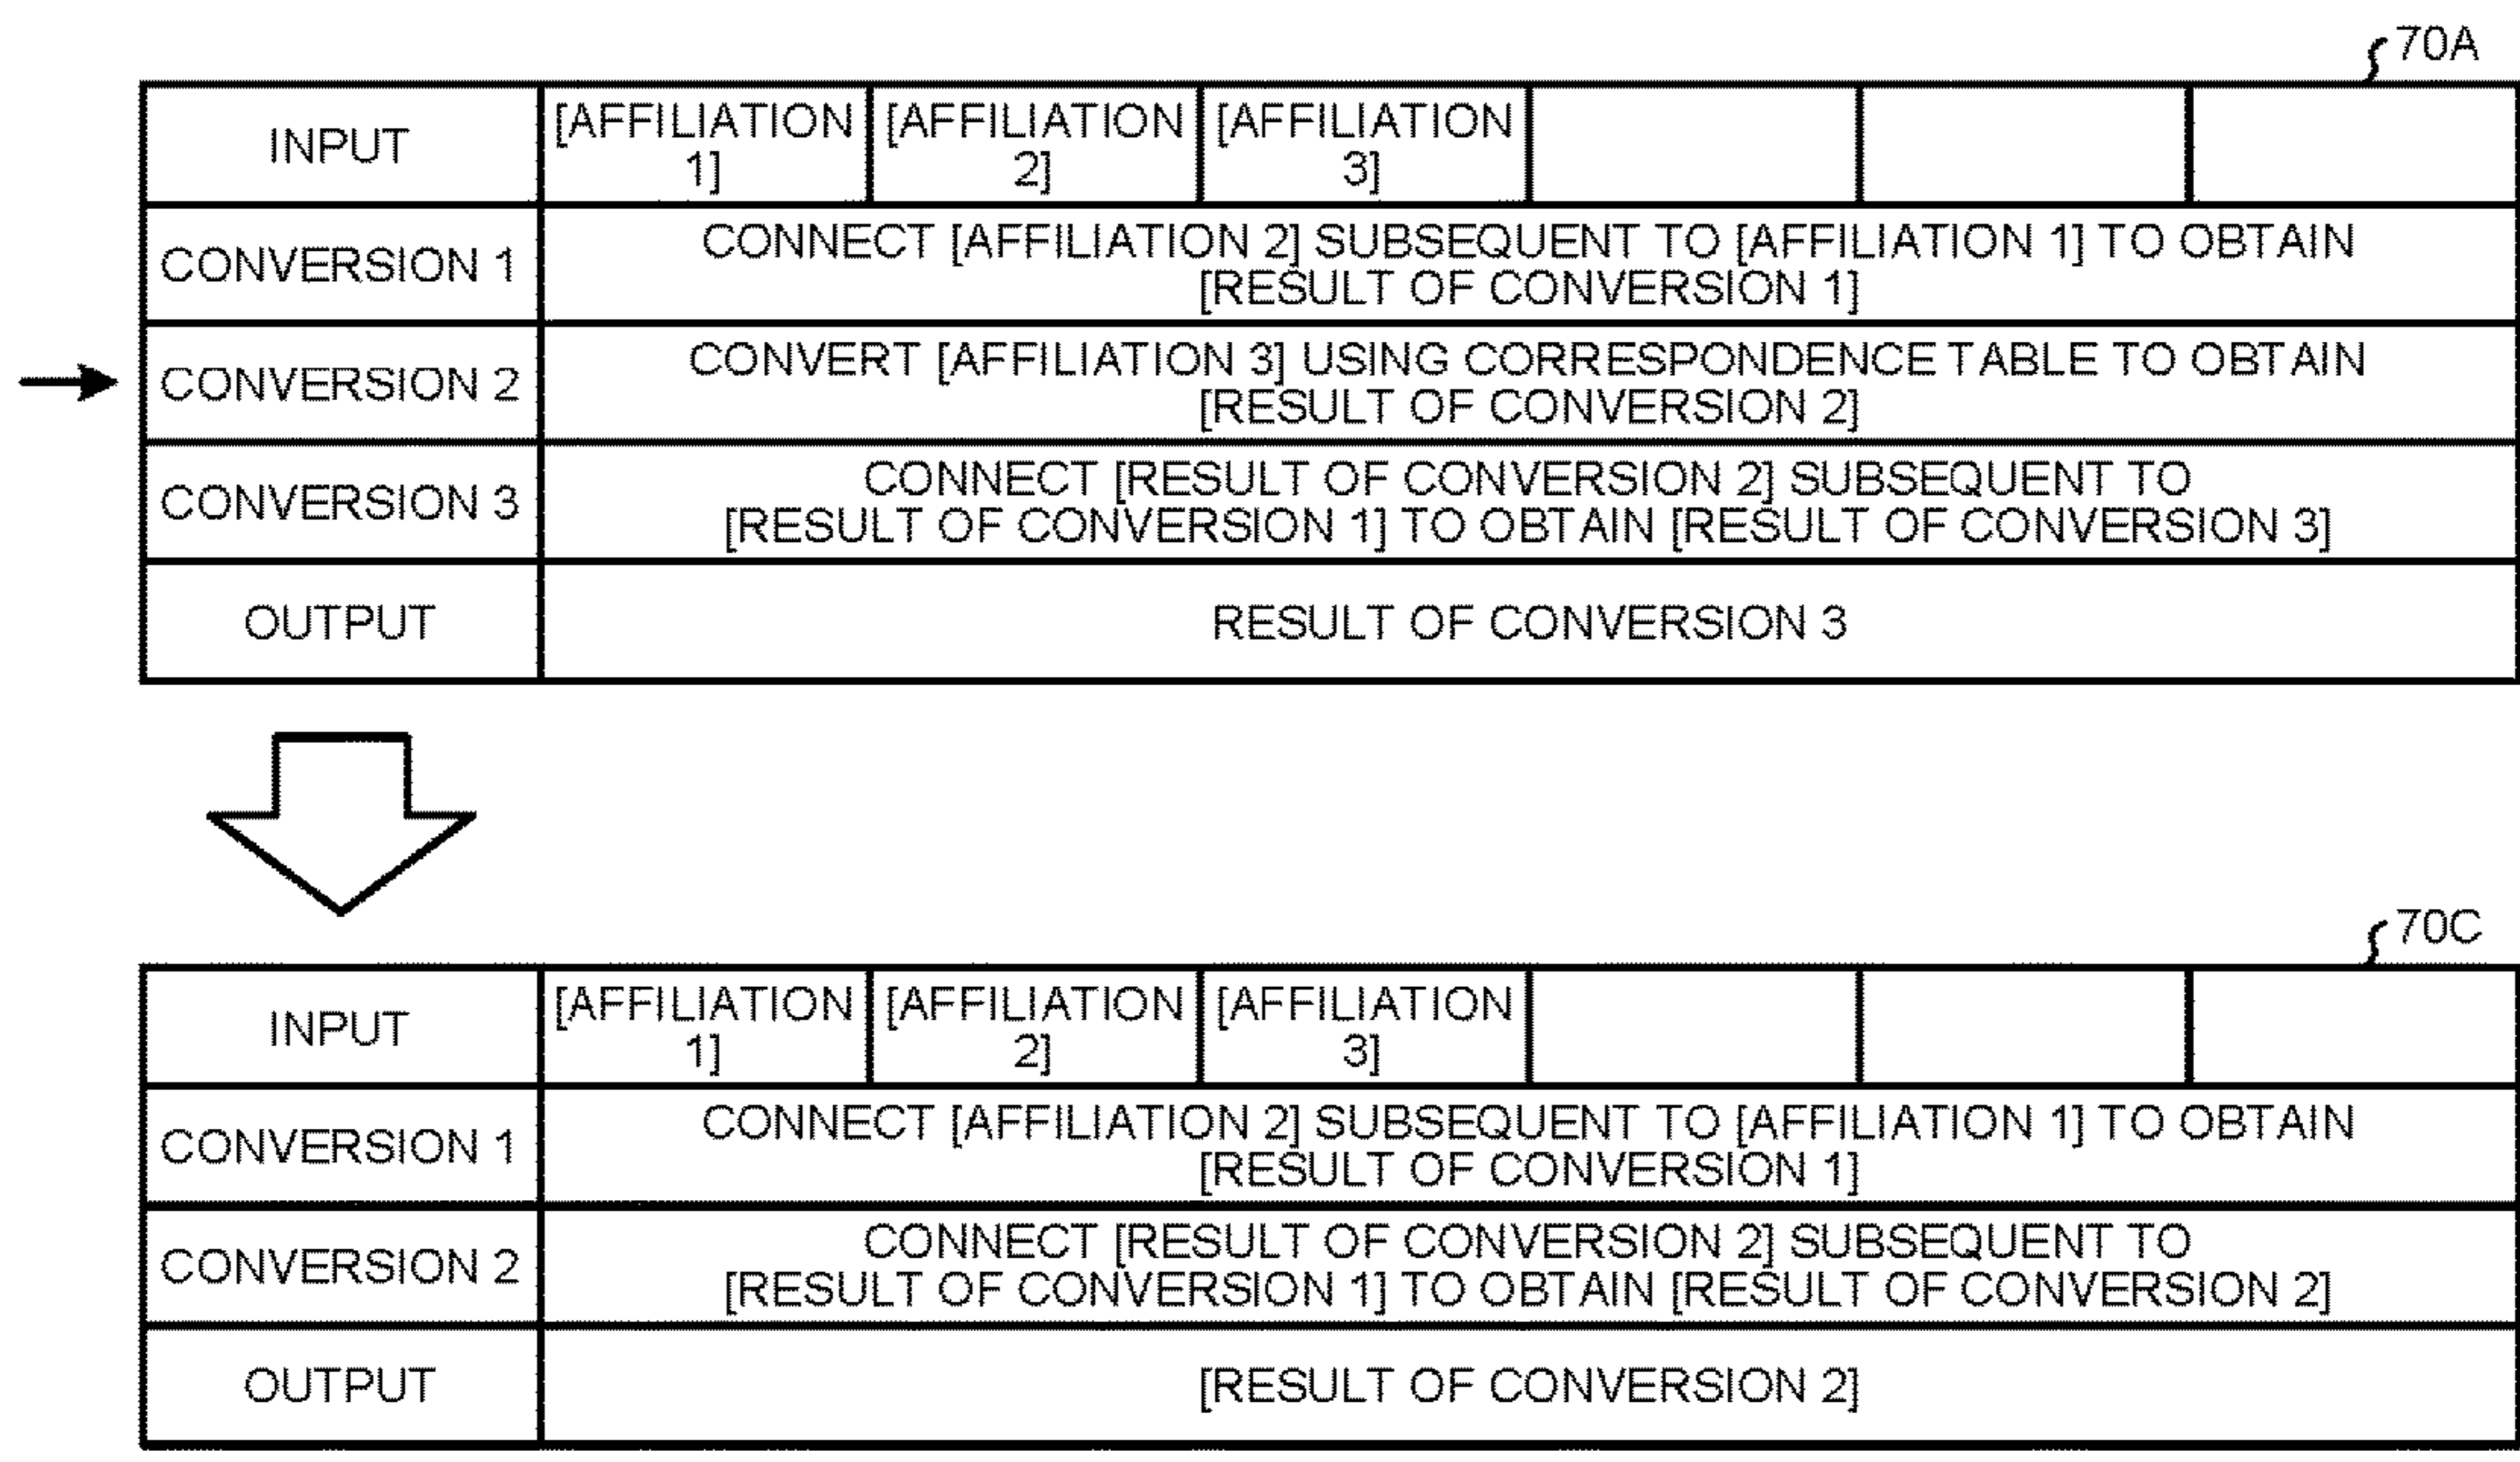 70A
INPUT
[AFFILIATION
1]
[AFFILIATION
2]
[AFFILIATION
3]
CONVERSION 1
CONNECT [AFFILIATION 2] SUBSEQUENT TO [AFFILIATION 1] TO OBTAIN
[RESULT OF CONVERSION 1]
CONVERSION 2
CONVERT [AFFILIATION 3] USING CORRESPONDENCE TABLE TO OBTAIN
[RESULT OF CONVERSION 2]
CONVERSION 3
CONNECT [RESULT OF CONVERSION 2] SUBSEQUENT TO
[RESULT OF CONVERSION 1] TO OBTAIN [RESULT OF CONVERSION 3]
OUTPUT
RESULT OF CONVERSION 3
70C
INPUT
[AFFILIATION
1]
[AFFILIATION
2]
[AFFILIATION
3]
CONVERSION 1
CONNECT [AFFILIATION 2] SUBSEQUENT TO [AFFILIATION 1] TO OBTAIN
[RESULT OF CONVERSION 1]
CONVERSION 2
CONNECT [RESULT OF CONVERSION 2] SUBSEQUENT TO
[RESULT OF CONVERSION 1] TO OBTAIN [RESULT OF CONVERSION 2]
OUTPUT
[RESULT OF CONVERSION 2]